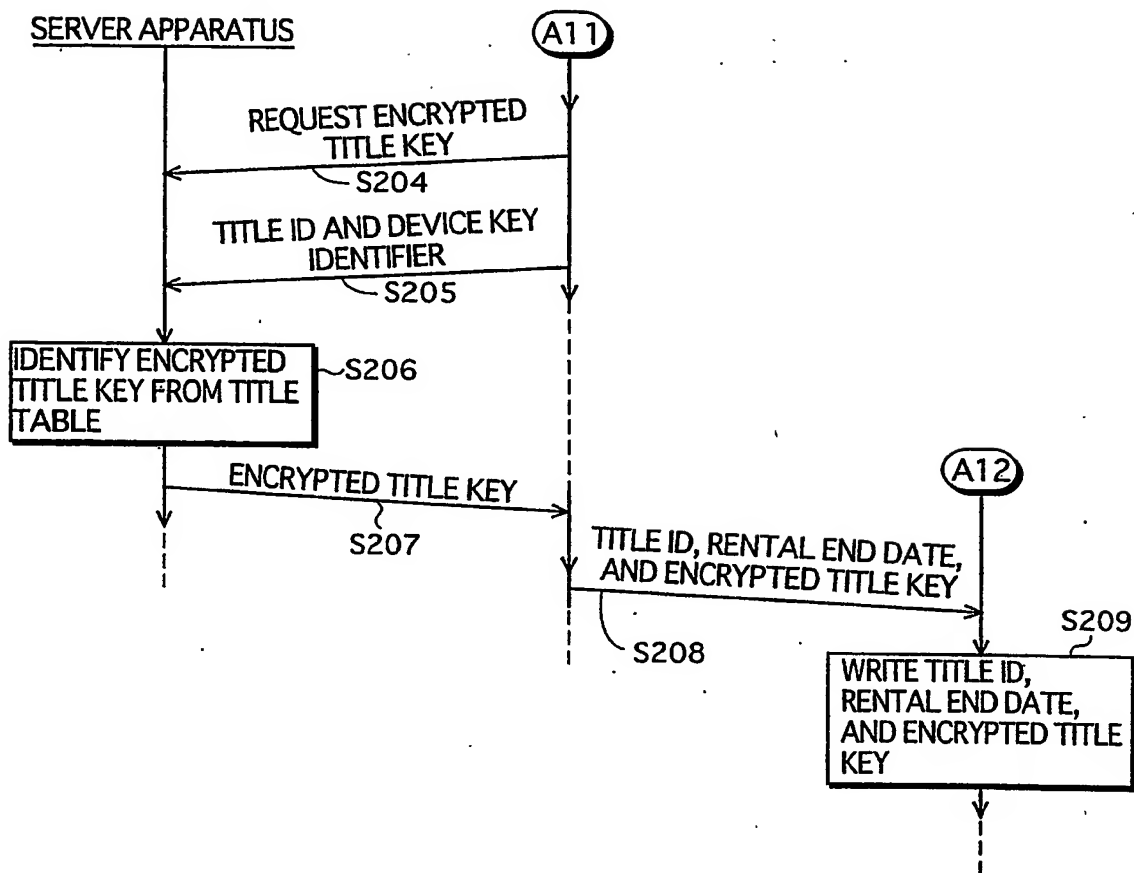 SERVER APPARATUS
A11
REQUEST ENCRYPTED
TITLE KEY
S204
TITLE ID AND DEVICE KEY
IDENTIFIER
S205
IDENTIFY ENCRYPTED
TITLE KEY FROM TITLE
TABLE
S206
ENCRYPTED TITLE KEY
S207
A12
TITLE ID, RENTAL END DATE,
AND ENCRYPTED TITLE KEY
S208
S209
WRITE TITLE ID,
RENTAL END DATE,
AND ENCRYPTED TITLE
KEY